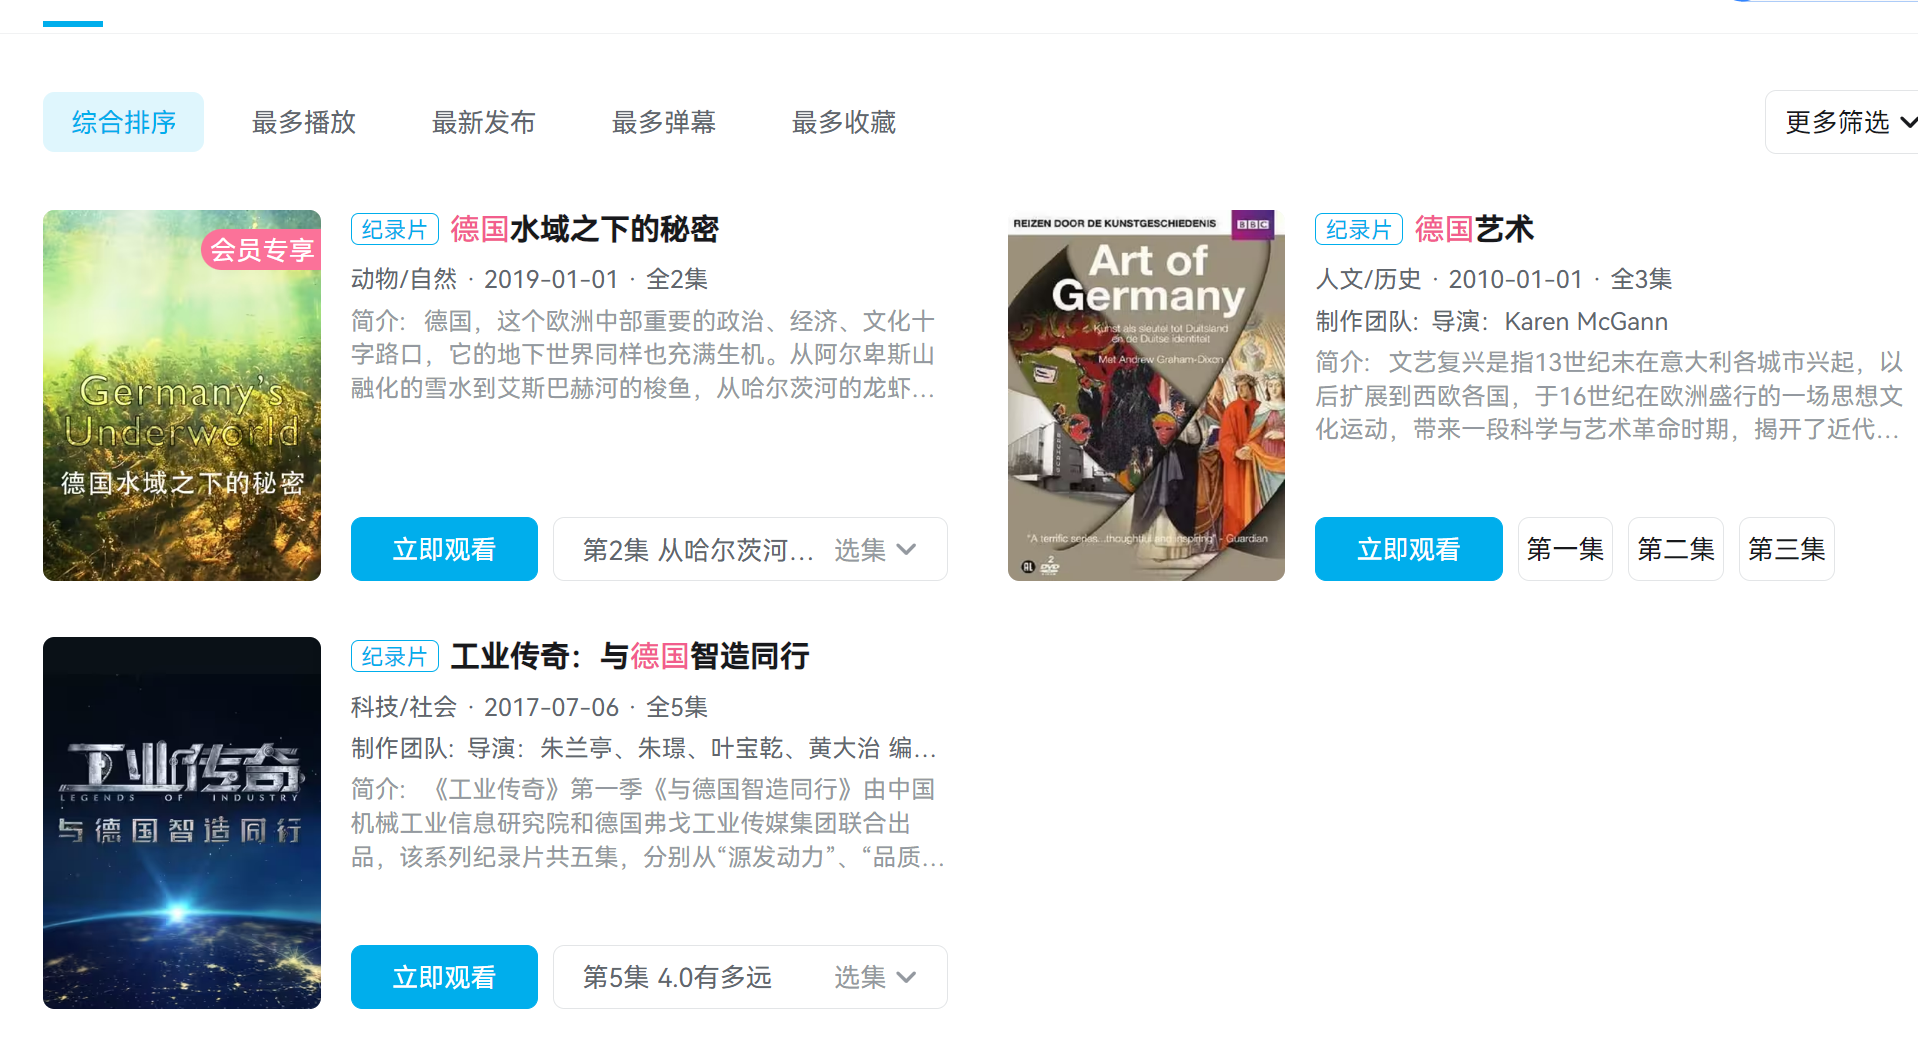 综合排序
最多播放
最新发布
最多弹幕
最多收藏
更多筛选
会员专享
Germany's
Underworld
德国水域之下的秘密
纪录片 德国水域之下的秘密
动物/自然 · 2019-01-01 · 全2集
简介：德国，这个欧洲中部重要的政治、经济、文化十
字路口，它的地下世界同样也充满生机。从阿尔卑斯山
融化的雪水到艾斯巴赫河的梭鱼，从哈尔茨河的龙虾…
立即观看
第2集 从哈尔茨河… 选集
REIZEN DOOR DE KUNSTGESCHIEDENIS BBC
Art of
Germany
Kunst als sleutel tot Duitsland
en de Duitse identiteit
Met Andrew Graham-Dixon
BAUHAUS
"A terrific series...thoughtful and inspiring" - Guardian
AL 2 DVD
纪录片 德国艺术
人文/历史 · 2010-01-01 · 全3集
制作团队: 导演：Karen McGann
简介：文艺复兴是指13世纪末在意大利各城市兴起，以
后扩展到西欧各国，于16世纪在欧洲盛行的一场思想文
化运动，带来一段科学与艺术革命时期，揭开了近代…
立即观看
第一集
第二集
第三集
工业传奇
LEGENDS OF INDUSTRY
与德国智造同行
纪录片 工业传奇：与德国智造同行
科技/社会 · 2017-07-06 · 全5集
制作团队: 导演：朱兰亭、朱璟、叶宝乾、黄大治 编…
简介：《工业传奇》第一季《与德国智造同行》由中国
机械工业信息研究院和德国弗戈工业传媒集团联合出
品，该系列纪录片共五集，分别从“源发动力”、“品质…
立即观看
第5集 4.0有多远 选集